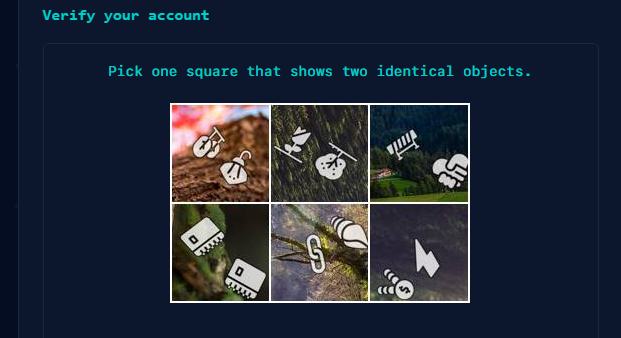 Verify your account
Pick one square that shows two identical objects.